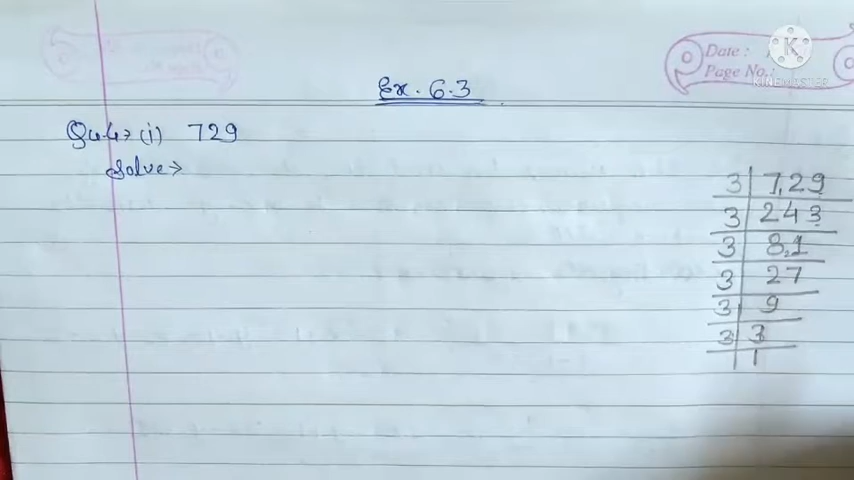 Date :
Page No.:
K
KINEMASTER
Ex. 6.3
Qu.4→ (i) 729
Solve→
3 | 729
3 | 243
3 | 81
3 | 27
3 | 9
3 | 3
1